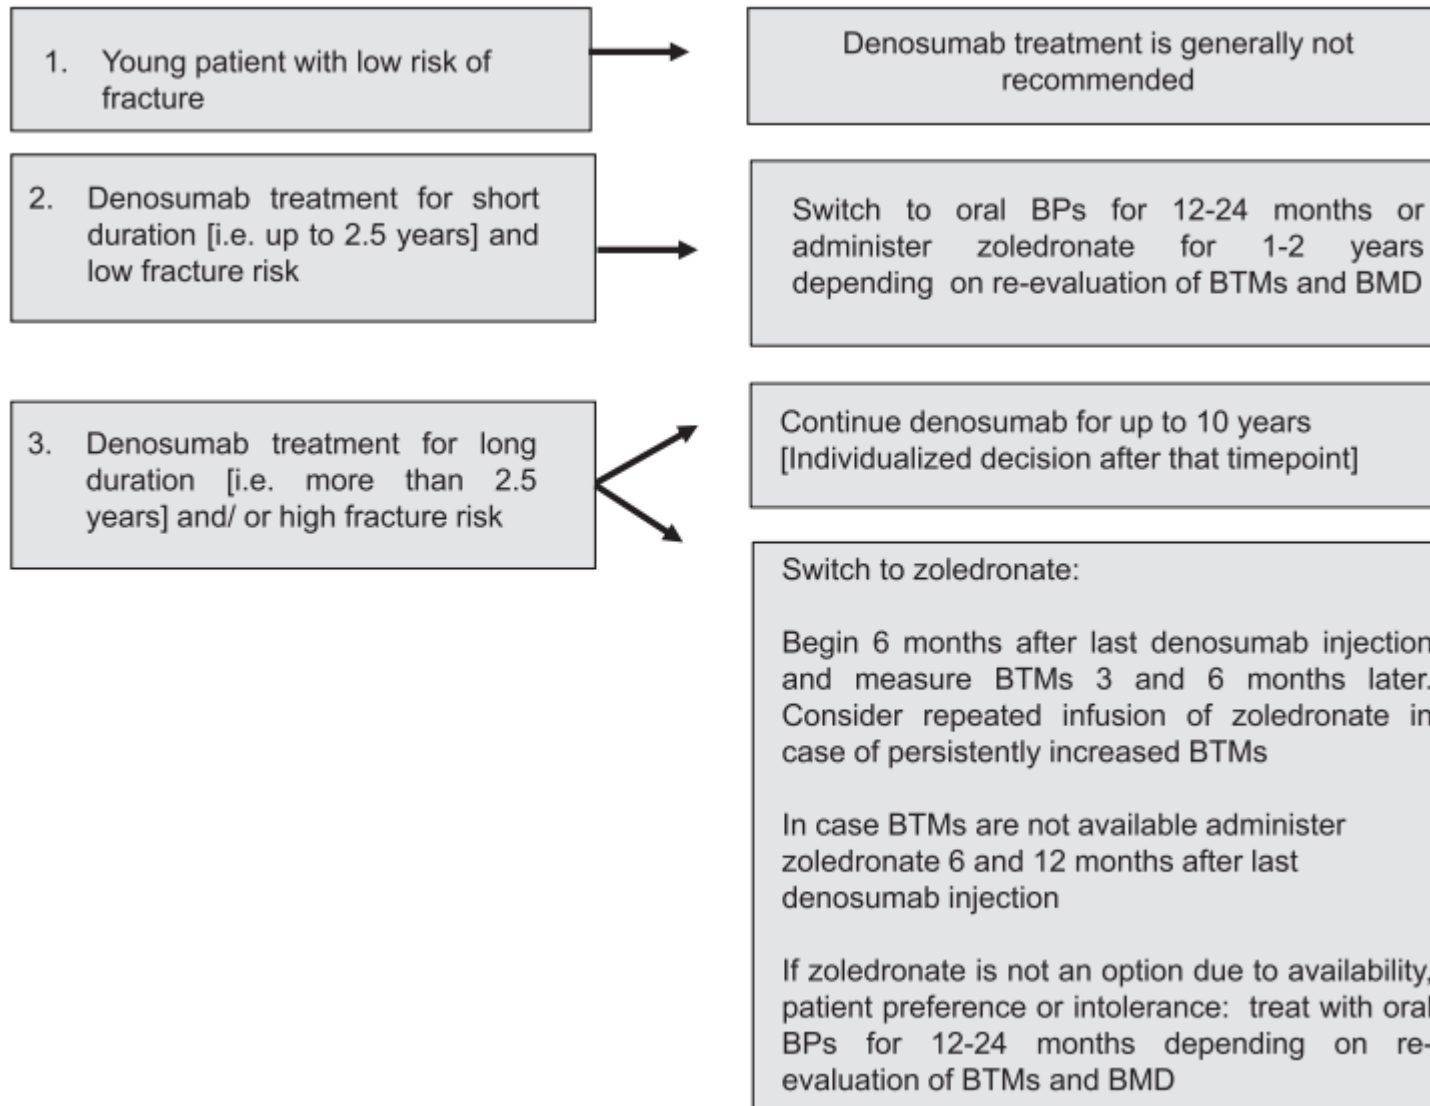 1. Young patient with low risk of
fracture
Denosumab treatment is generally not
recommended
2. Denosumab treatment for short
duration [i.e. up to 2.5 years] and
low fracture risk
Switch to oral BPs for 12-24 months or
administer zoledronate for 1-2 years
depending on re-evaluation of BTMs and BMD
3. Denosumab treatment for long
duration [i.e. more than 2.5
years] and/ or high fracture risk
Continue denosumab for up to 10 years
[Individualized decision after that timepoint]
Switch to zoledronate:
Begin 6 months after last denosumab injection
and measure BTMs 3 and 6 months later.
Consider repeated infusion of zoledronate in
case of persistently increased BTMs
In case BTMs are not available administer
zoledronate 6 and 12 months after last
denosumab injection
If zoledronate is not an option due to availability,
patient preference or intolerance: treat with oral
BPs for 12-24 months depending on re-
evaluation of BTMs and BMD